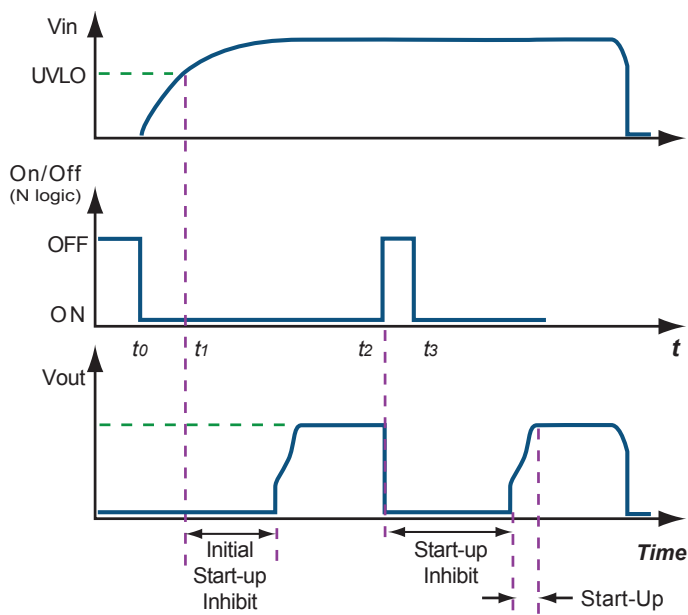 Vin
UVLO
On/Off
(N logic)
OFF
ON
t0 t1 t2 t3 t
Vout
Initial
Start-up
Inhibit
Start-up
Inhibit
Time
Start-Up